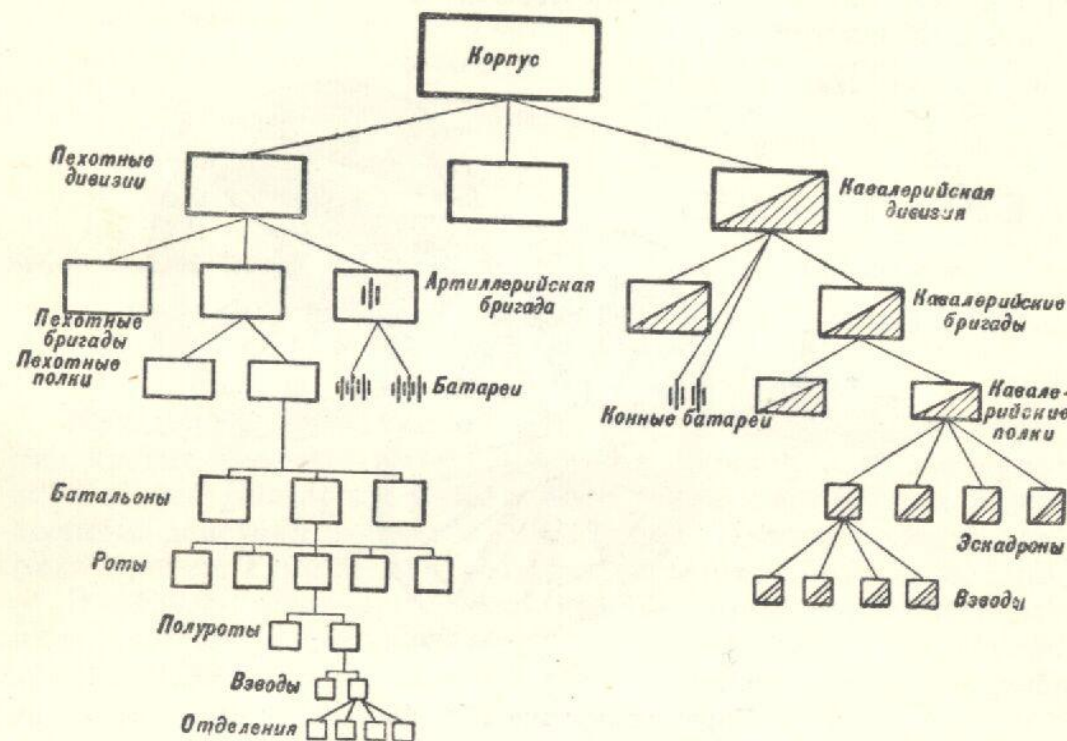 Корпус
Пехотные
дивизии
Кавалерийская
дивизия
Артиллерийская
бригада
Пехотные
бригады
Кавалерийские
бригады
Пехотные
полки
Батареи
Конные батареи
Кавале-
рийские
полки
Батальоны
Эскадроны
Роты
Взводы
Полуроты
Взводы
Отделения